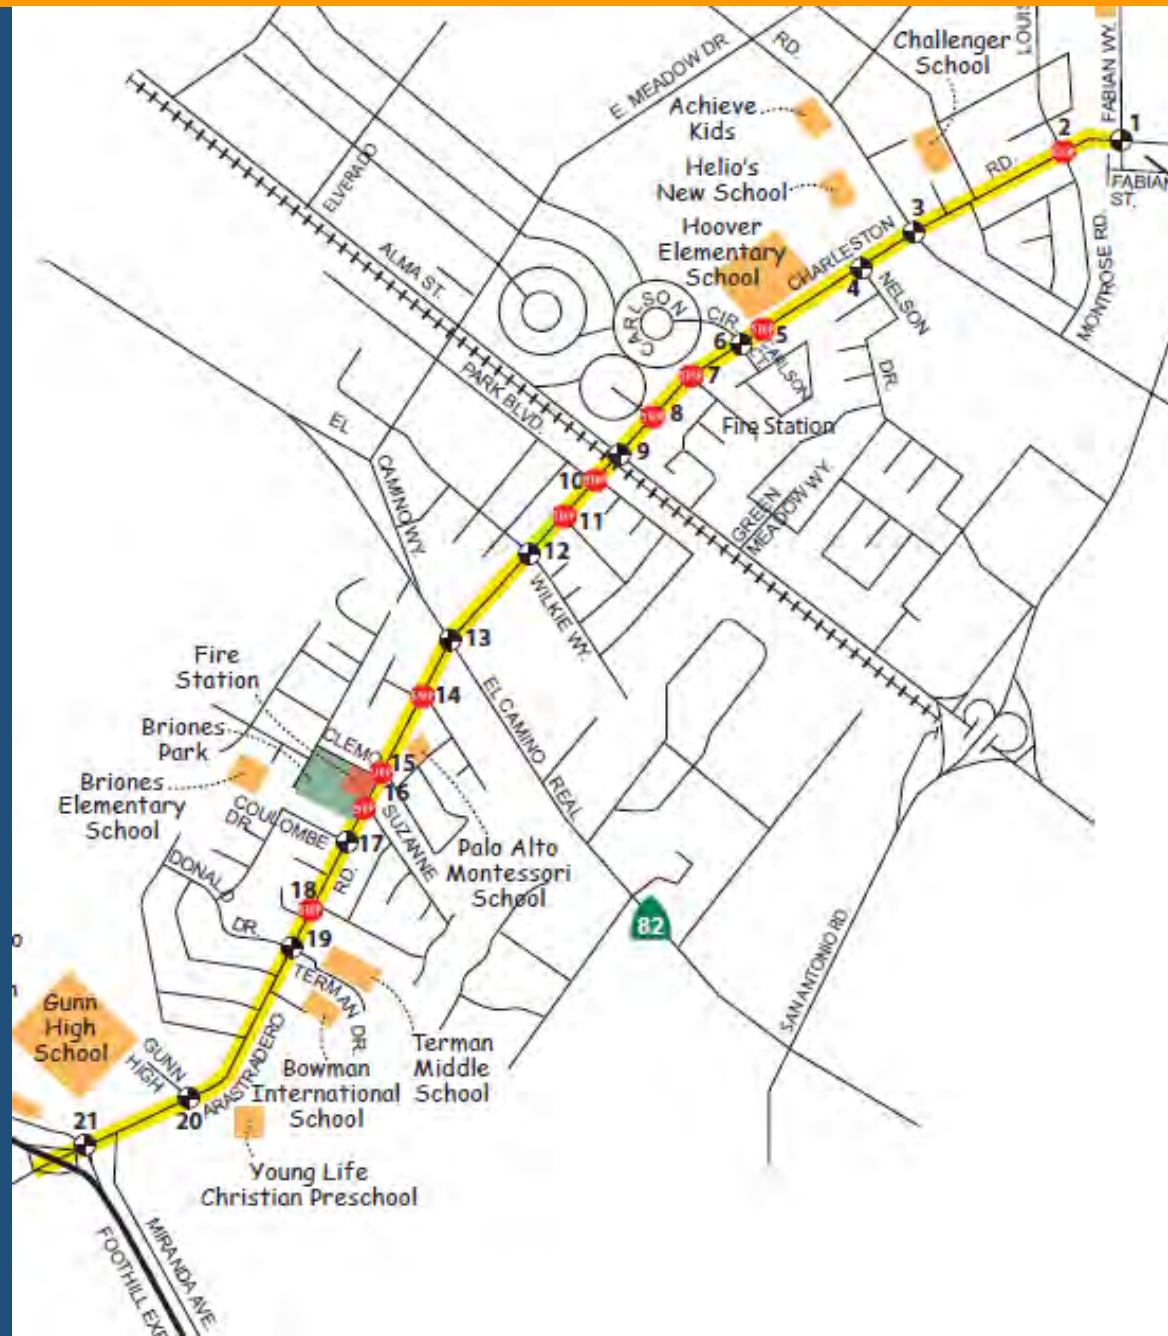 LOUIS
FABIAN WY.
Challenger
School
RD.
E. MEADOW DR
Achieve
Kids
1
2
RD.
FABIAN
ST.
Helio's
New School
ELVERADO
3
Hoover
Elementary
School
CHARLESTON
MONTROSE RD.
ALMA ST.
4
NELSON
DR.
CARLSON
CIR.
STOP
5
6
CARLSON
CT.
7
PARK BLVD.
8
Fire Station
EL
CAMINO WY.
9
10
11
GREEN
MEADOW WY.
12
WILKIE WY.
13
Fire
Station
14
EL CAMINO
REAL
Briones
Park
CLEMO
15
Briones
Elementary
School
16
COULOMBE
DR.
SUZANNE
17
Palo Alto
Montessori
School
DONALD
DR.
RD.
18
82
19
SAN ANTONIO RD.
TERMAN DR.
Gunn
High
School
GUNN
HIGH
ARASTRADERO
Terman
Middle
School
Bowman
International
School
20
21
Young Life
Christian Preschool
MIRANDA AVE.
FOOTHILL EXP